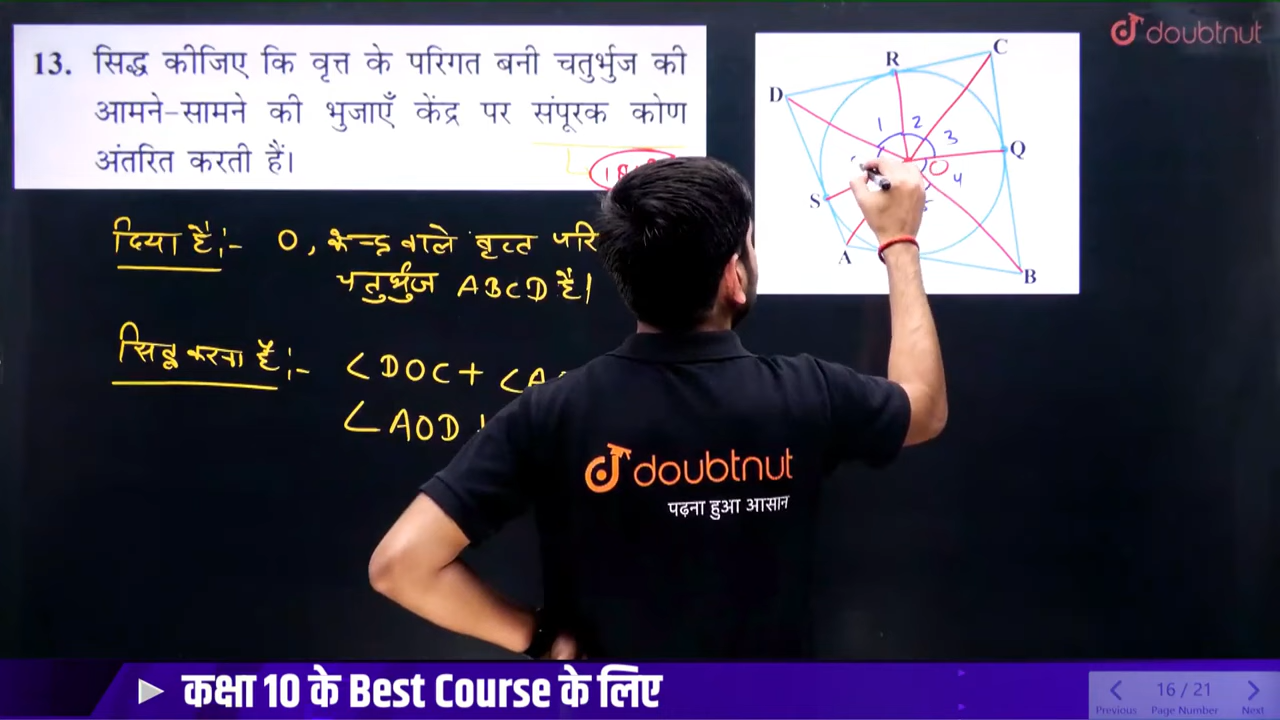 doubtnut
13. सिद्ध कीजिए कि वृत्त के परिगत बनी चतुर्भुज की
आमने-सामने की भुजाएँ केंद्र पर संपूरक कोण
अंतरित करती हैं।
R
C
D
1
2
3
Q
O
4
S
5
A
B
दिया है:- O, केन्द्र वाले वृत्त परि
चतुर्भुज ABCD है।
सिद्ध करना है:- ∠DOC + ∠A
∠AOD
doubtnut
पढ़ना हुआ आसान
कक्षा 10 के Best Course के लिए
16 / 21
Previous Page Number Next